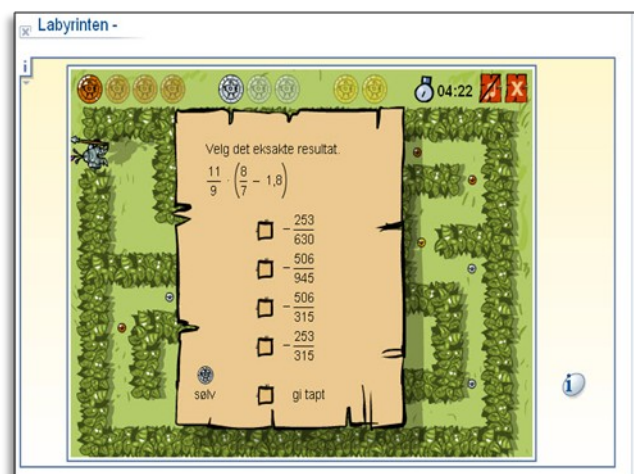 Labyrinten -
i
04:22
X
Velg det eksakte resultat.
11/9 · (8/7 − 1,8)
− 253/630
− 506/945
− 506/315
− 253/315
sølv
gi tapt
i